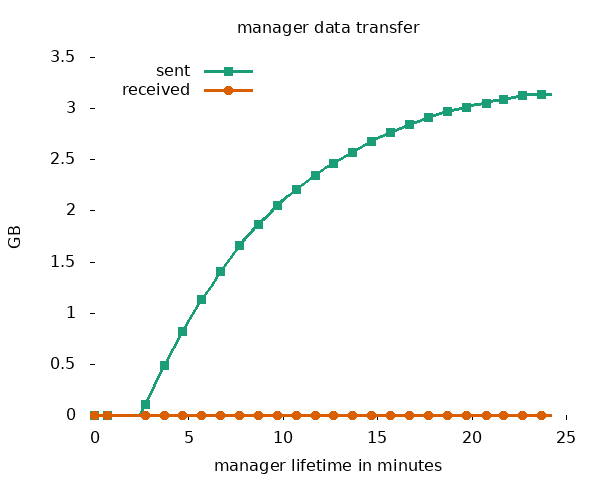 manager data transfer
3.5
3
2.5
2
1.5
1
0.5
0
GB
sent
received
0 5 10 15 20 25
manager lifetime in minutes